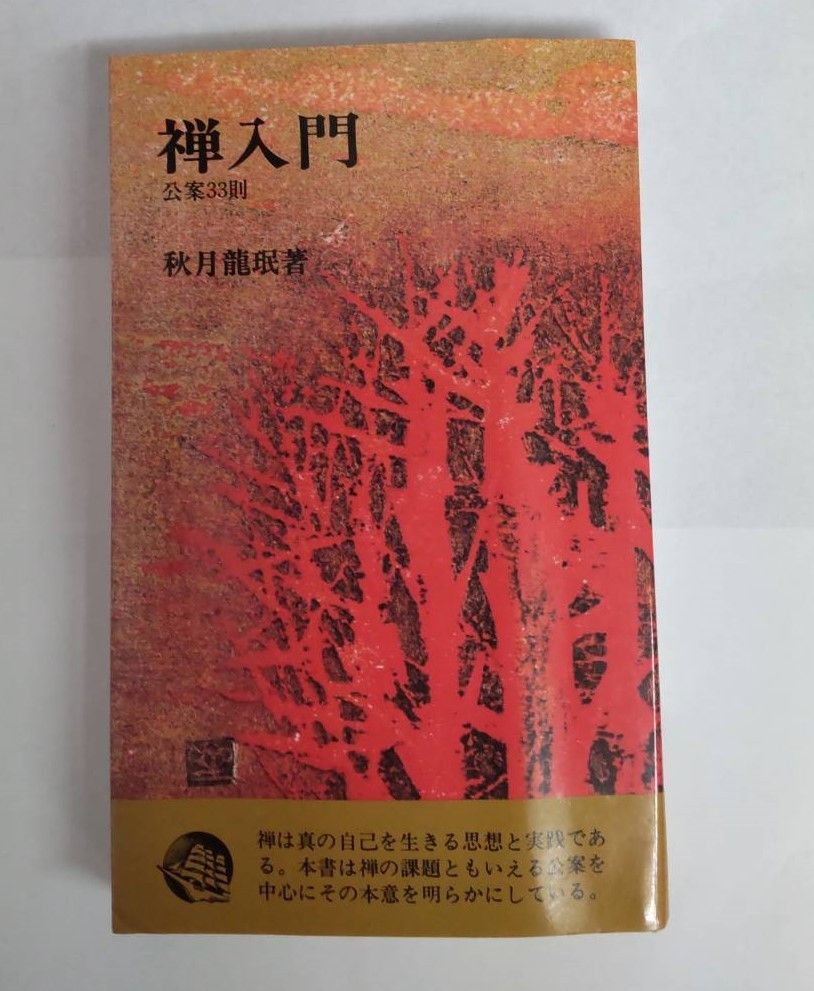 禅入門
公案33則
秋月龍珉著
禅は真の自己を生きる思想と実践であ
る。本書は禅の課題ともいえる公案を
中心にその本意を明らかにしている。